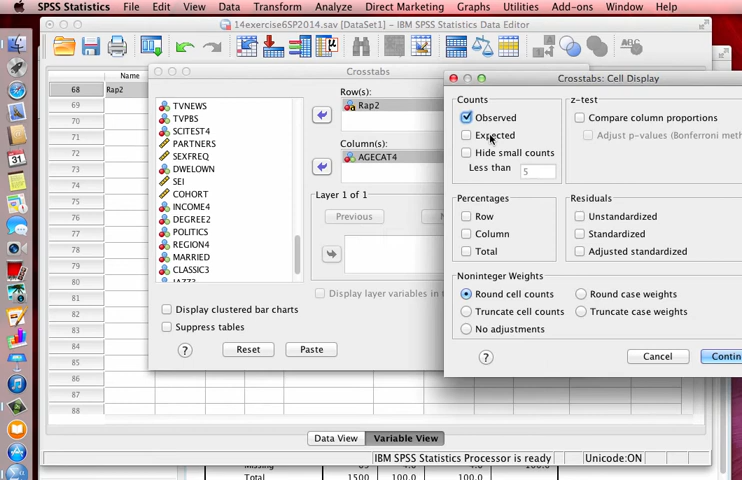 SPSS Statistics File Edit View Data Transform Analyze Direct Marketing Graphs Utilities Add-ons Window Help
14exercise6SP2014.sav [DataSet1] – IBM SPSS Statistics Data Editor
Name
68 Rap2
69
70
71
72
73
74
75
76
77
78
79
80
81
82
83
84
85
86
87
88
Crosstabs
TVNEWS
TVPBS
SCITEST4
PARTNERS
SEXFREQ
DWELOWN
SEI
COHORT
INCOME4
DEGREE2
POLITICS
REGION4
MARRIED
CLASSIC3
Row(s):
Rap2
Column(s):
AGECAT4
Layer 1 of 1
Previous
N
Display layer variables in t
Display clustered bar charts
Suppress tables
?
Reset
Paste
Crosstabs: Cell Display
Counts
Observed
Expected
Hide small counts
Less than 5
z-test
Compare column proportions
Adjust p-values (Bonferroni meth
Percentages
Row
Column
Total
Residuals
Unstandardized
Standardized
Adjusted standardized
Noninteger Weights
Round cell counts
Round case weights
Truncate cell counts
Truncate case weights
No adjustments
?
Cancel
Contin
Data View
Variable View
IBM SPSS Statistics Processor is ready
Unicode:ON
Total 1500 100.0 100.0